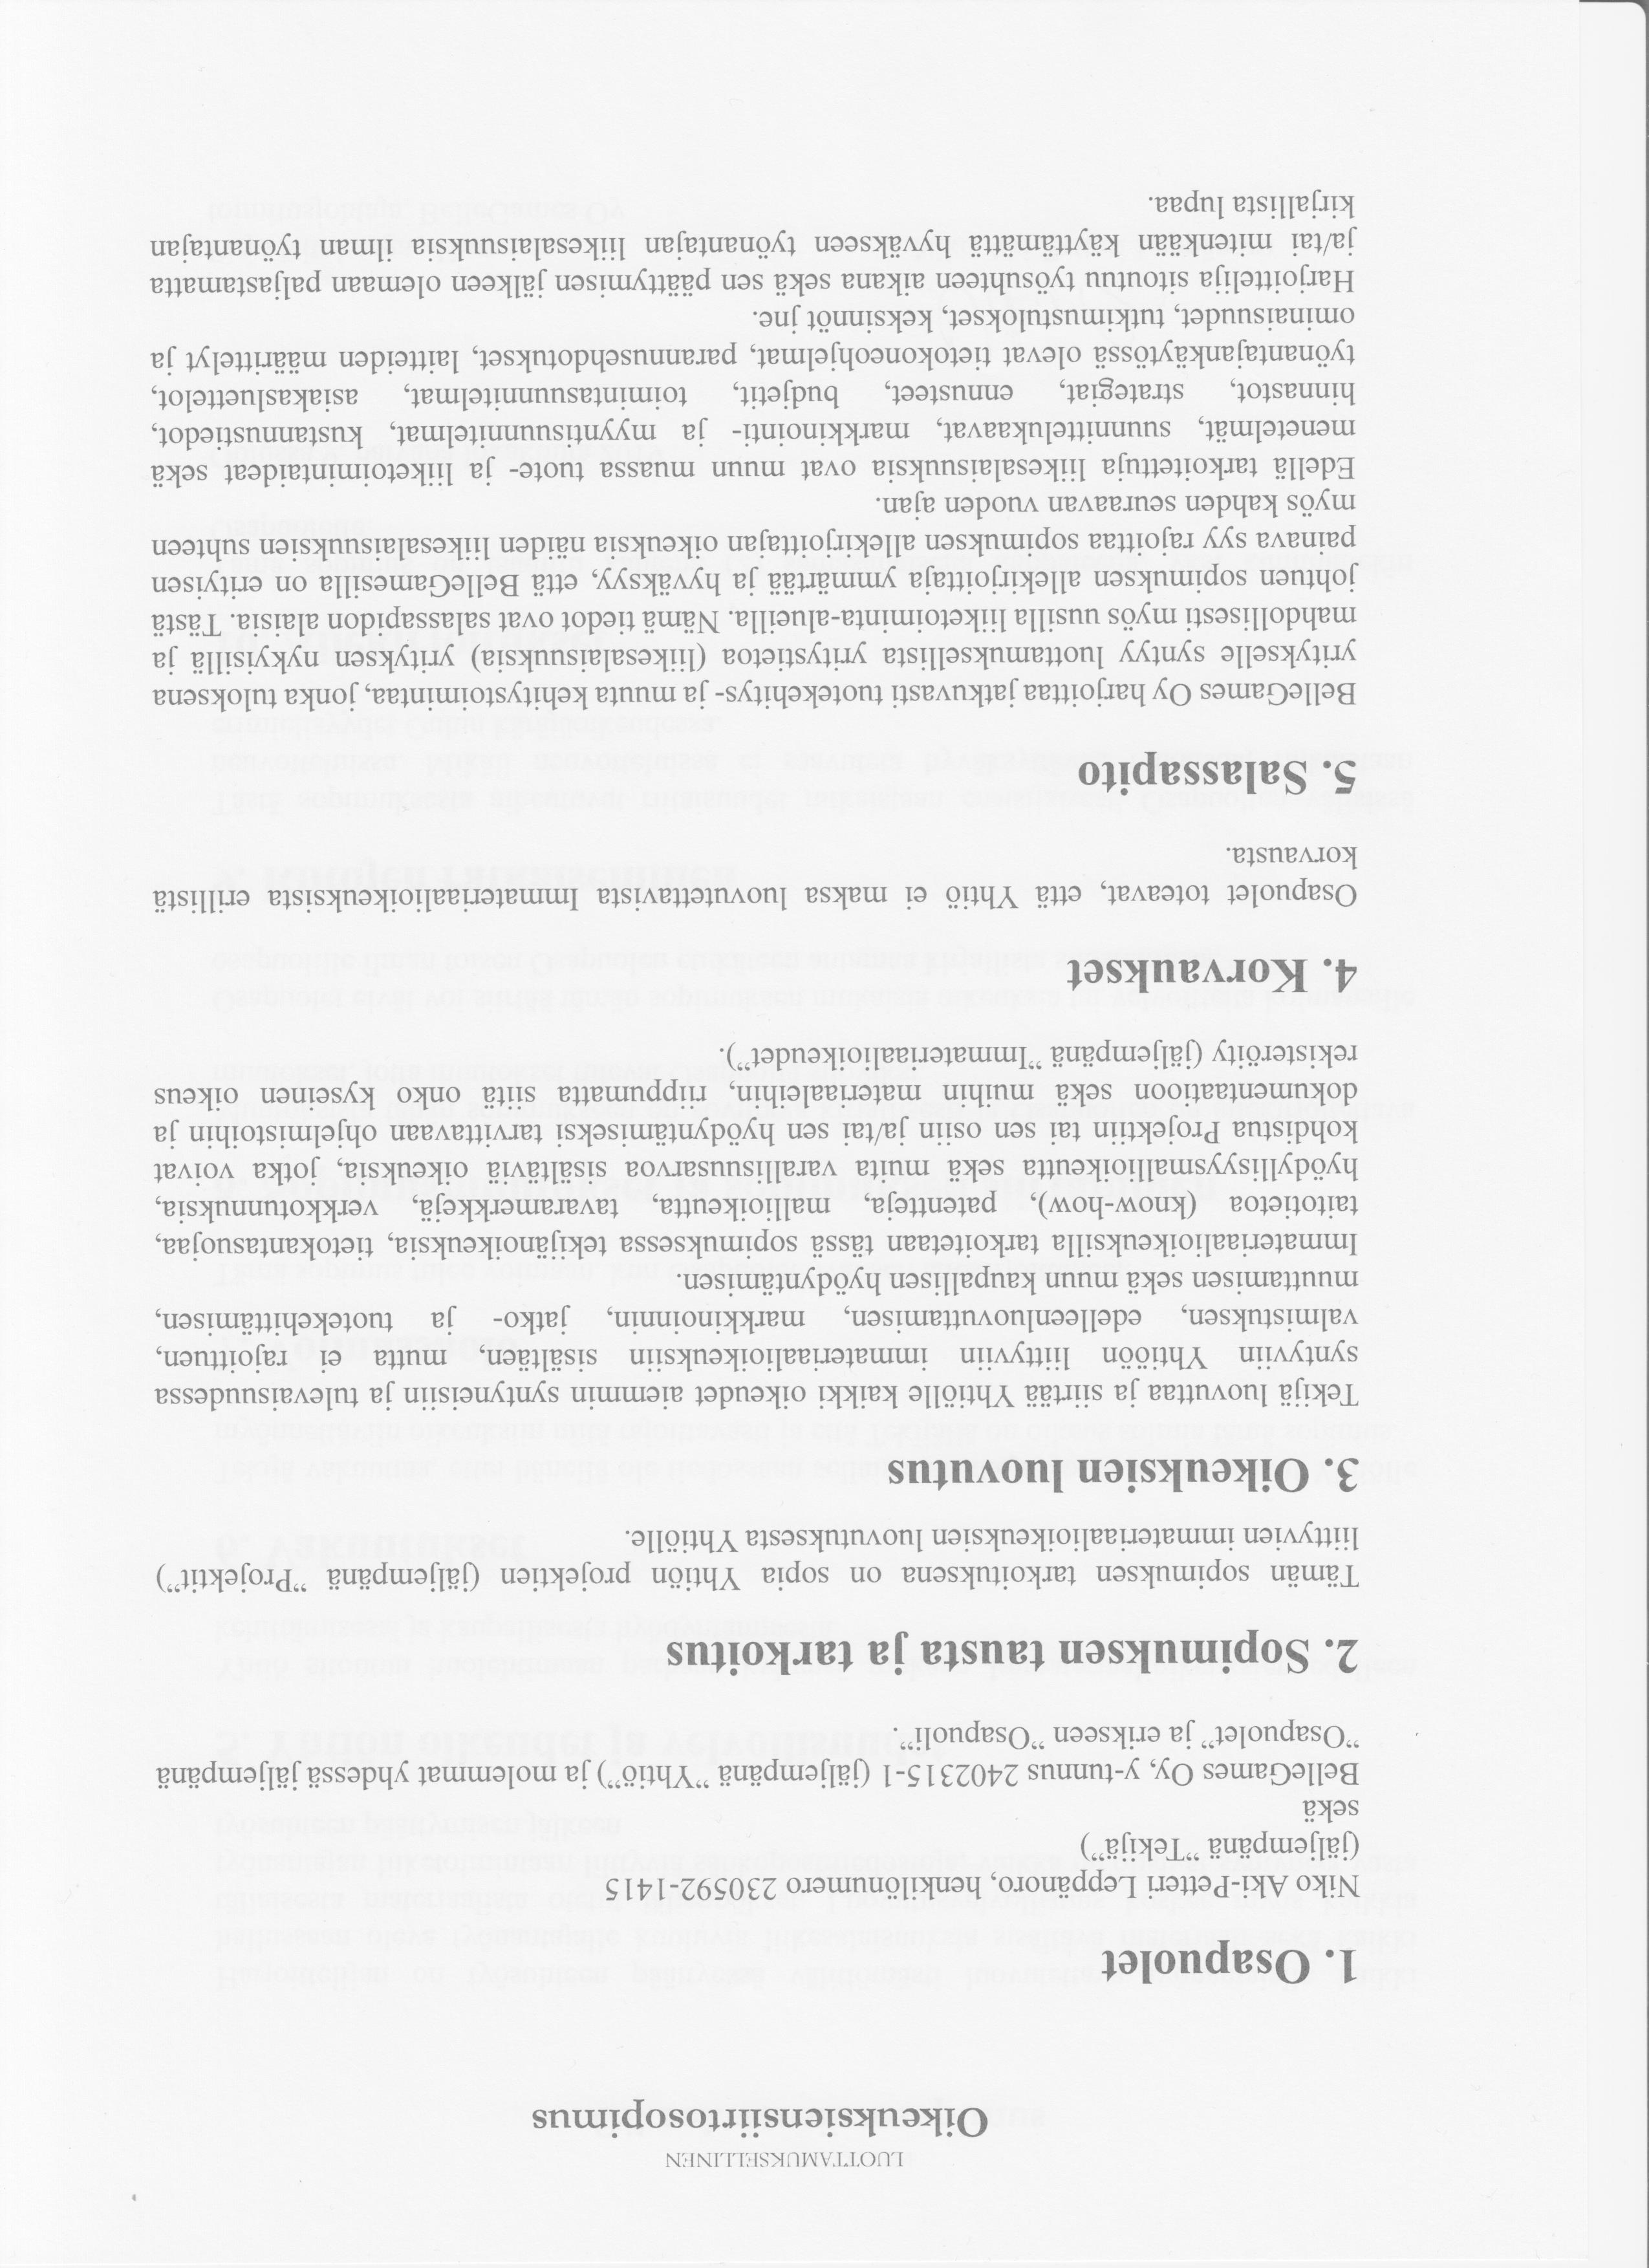 LUOTTAMUKSELLINEN
Oikeuksiensiirtosopimus
1. Osapuolet
Niko Aki-Petteri Leppänoro, henkilönumero 230592-1415
(jäljempänä ”Tekijä”)
sekä
BelleGames Oy, y-tunnus 2402315-1 (jäljempänä ”Yhtiö”) ja molemmat yhdessä jäljempänä
”Osapuolet” ja erikseen ”Osapuoli”.
2. Sopimuksen tausta ja tarkoitus
Tämän sopimuksen tarkoituksena on sopia Yhtiön projektien (jäljempänä ”Projektit”)
liittyvien immateriaalioikeuksien luovutuksesta Yhtiölle.
3. Oikeuksien luovutus
Tekijä luovuttaa ja siirtää Yhtiölle kaikki oikeudet aiemmin syntyneisiin ja tulevaisuudessa
syntyviin Yhtiöön liittyviin immateriaalioikeuksiin sisältäen, mutta ei rajoittuen,
valmistuksen, edelleenluovuttamisen, markkinoinnin, jatko- ja tuotekehittämisen,
muuttamisen sekä muun kaupallisen hyödyntämisen.
Immateriaalioikeuksilla tarkoitetaan tässä sopimuksessa tekijänoikeuksia, tietokantasuojaa,
taitotietoa (know-how), patentteja, mallioikeutta, tavaramerkkejä, verkkotunnuksia,
hyödyllisyysmallioikeutta sekä muita varallisuusarvoa sisältäviä oikeuksia, jotka voivat
kohdistua Projektiin tai sen osiin ja/tai sen hyödyntämiseksi tarvittavaan ohjelmistoihin ja
dokumentaatioon sekä muihin materiaaleihin, riippumatta siitä onko kyseinen oikeus
rekisteröity (jäljempänä ”Immateriaalioikeudet”).
4. Korvaukset
Osapuolet toteavat, että Yhtiö ei maksa luovutettavista Immateriaalioikeuksista erillistä
korvausta.
5. Salassapito
BelleGames Oy harjoittaa jatkuvasti tuotekehitys- ja muuta kehitystoimintaa, jonka tuloksena
yritykselle syntyy luottamuksellista yritystietoa (liikesalaisuuksia) yrityksen nykyisillä ja
mahdollisesti myös uusilla liiketoiminta-alueilla. Nämä tiedot ovat salassapidon alaisia. Tästä
johtuen sopimuksen allekirjoittaja ymmärtää ja hyväksyy, että BelleGamesilla on erityisen
painava syy rajoittaa sopimuksen allekirjoittajan oikeuksia näiden liikesalaisuuksien suhteen
myös kahden seuraavan vuoden ajan.
Edellä tarkoitettuja liikesalaisuuksia ovat muun muassa tuote- ja liiketoimintaideat sekä
menetelmät, suunnittelukaavat, markkinointi- ja myyntisuunnitelmat, kustannustiedot,
hinnastot, strategiat, ennusteet, budjetit, toimintasuunnitelmat, asiakasluettelot,
työnantajankäytössä olevat tietokoneohjelmat, parannusehdotukset, laitteiden määrittelyt ja
ominaisuudet, tutkimustulokset, keksinnöt jne.
Harjoittelija sitoutuu työsuhteen aikana sekä sen päättymisen jälkeen olemaan paljastamatta
ja/tai mitenkään käyttämättä hyväkseen työnantajan liikesalaisuuksia ilman työnantajan
kirjallista lupaa.